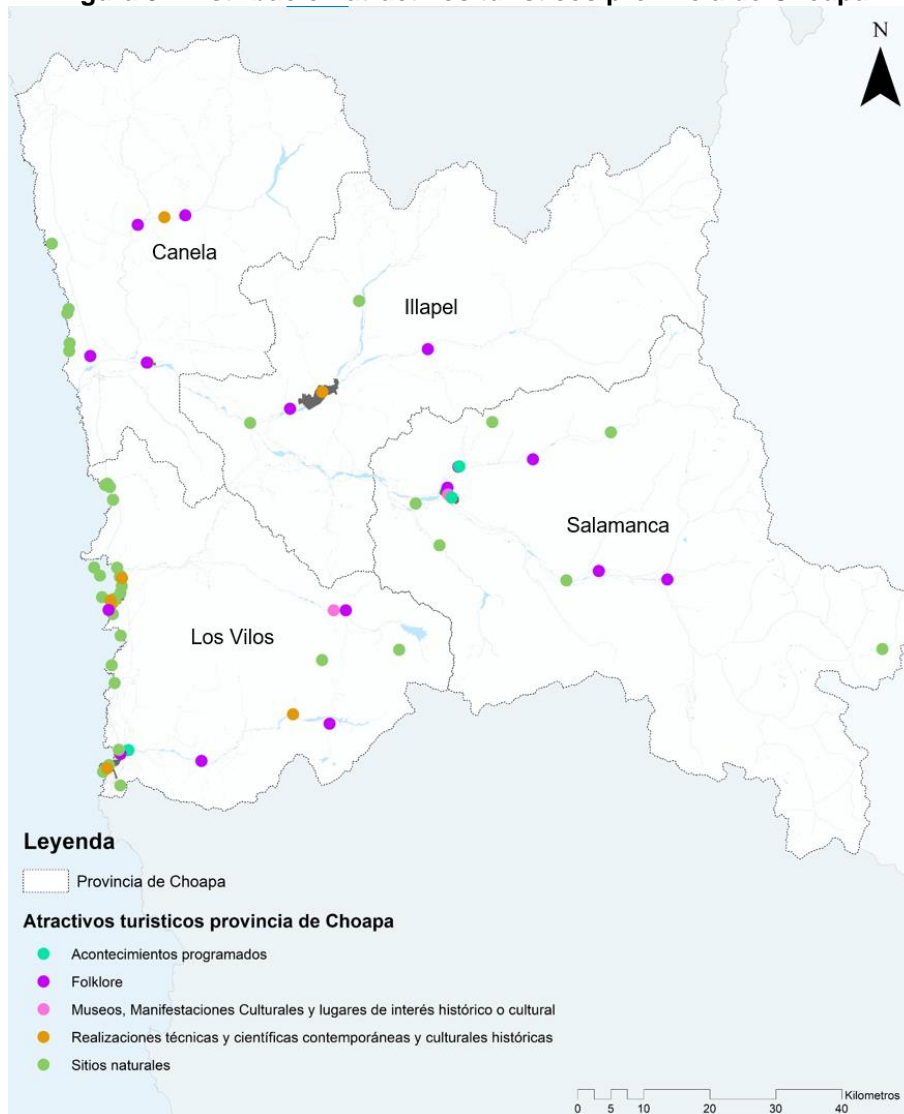 N
Canela
Illapel
Salamanca
Los Vilos
Leyenda
Provincia de Choapa
Atractivos turisticos provincia de Choapa
Acontecimientos programados
Folklore
Museos, Manifestaciones Culturales y lugares de interés histórico o cultural
Realizaciones técnicas y científicas contemporáneas y culturales históricas
Sitios naturales
Kilometros
0 5 10 20 30 40